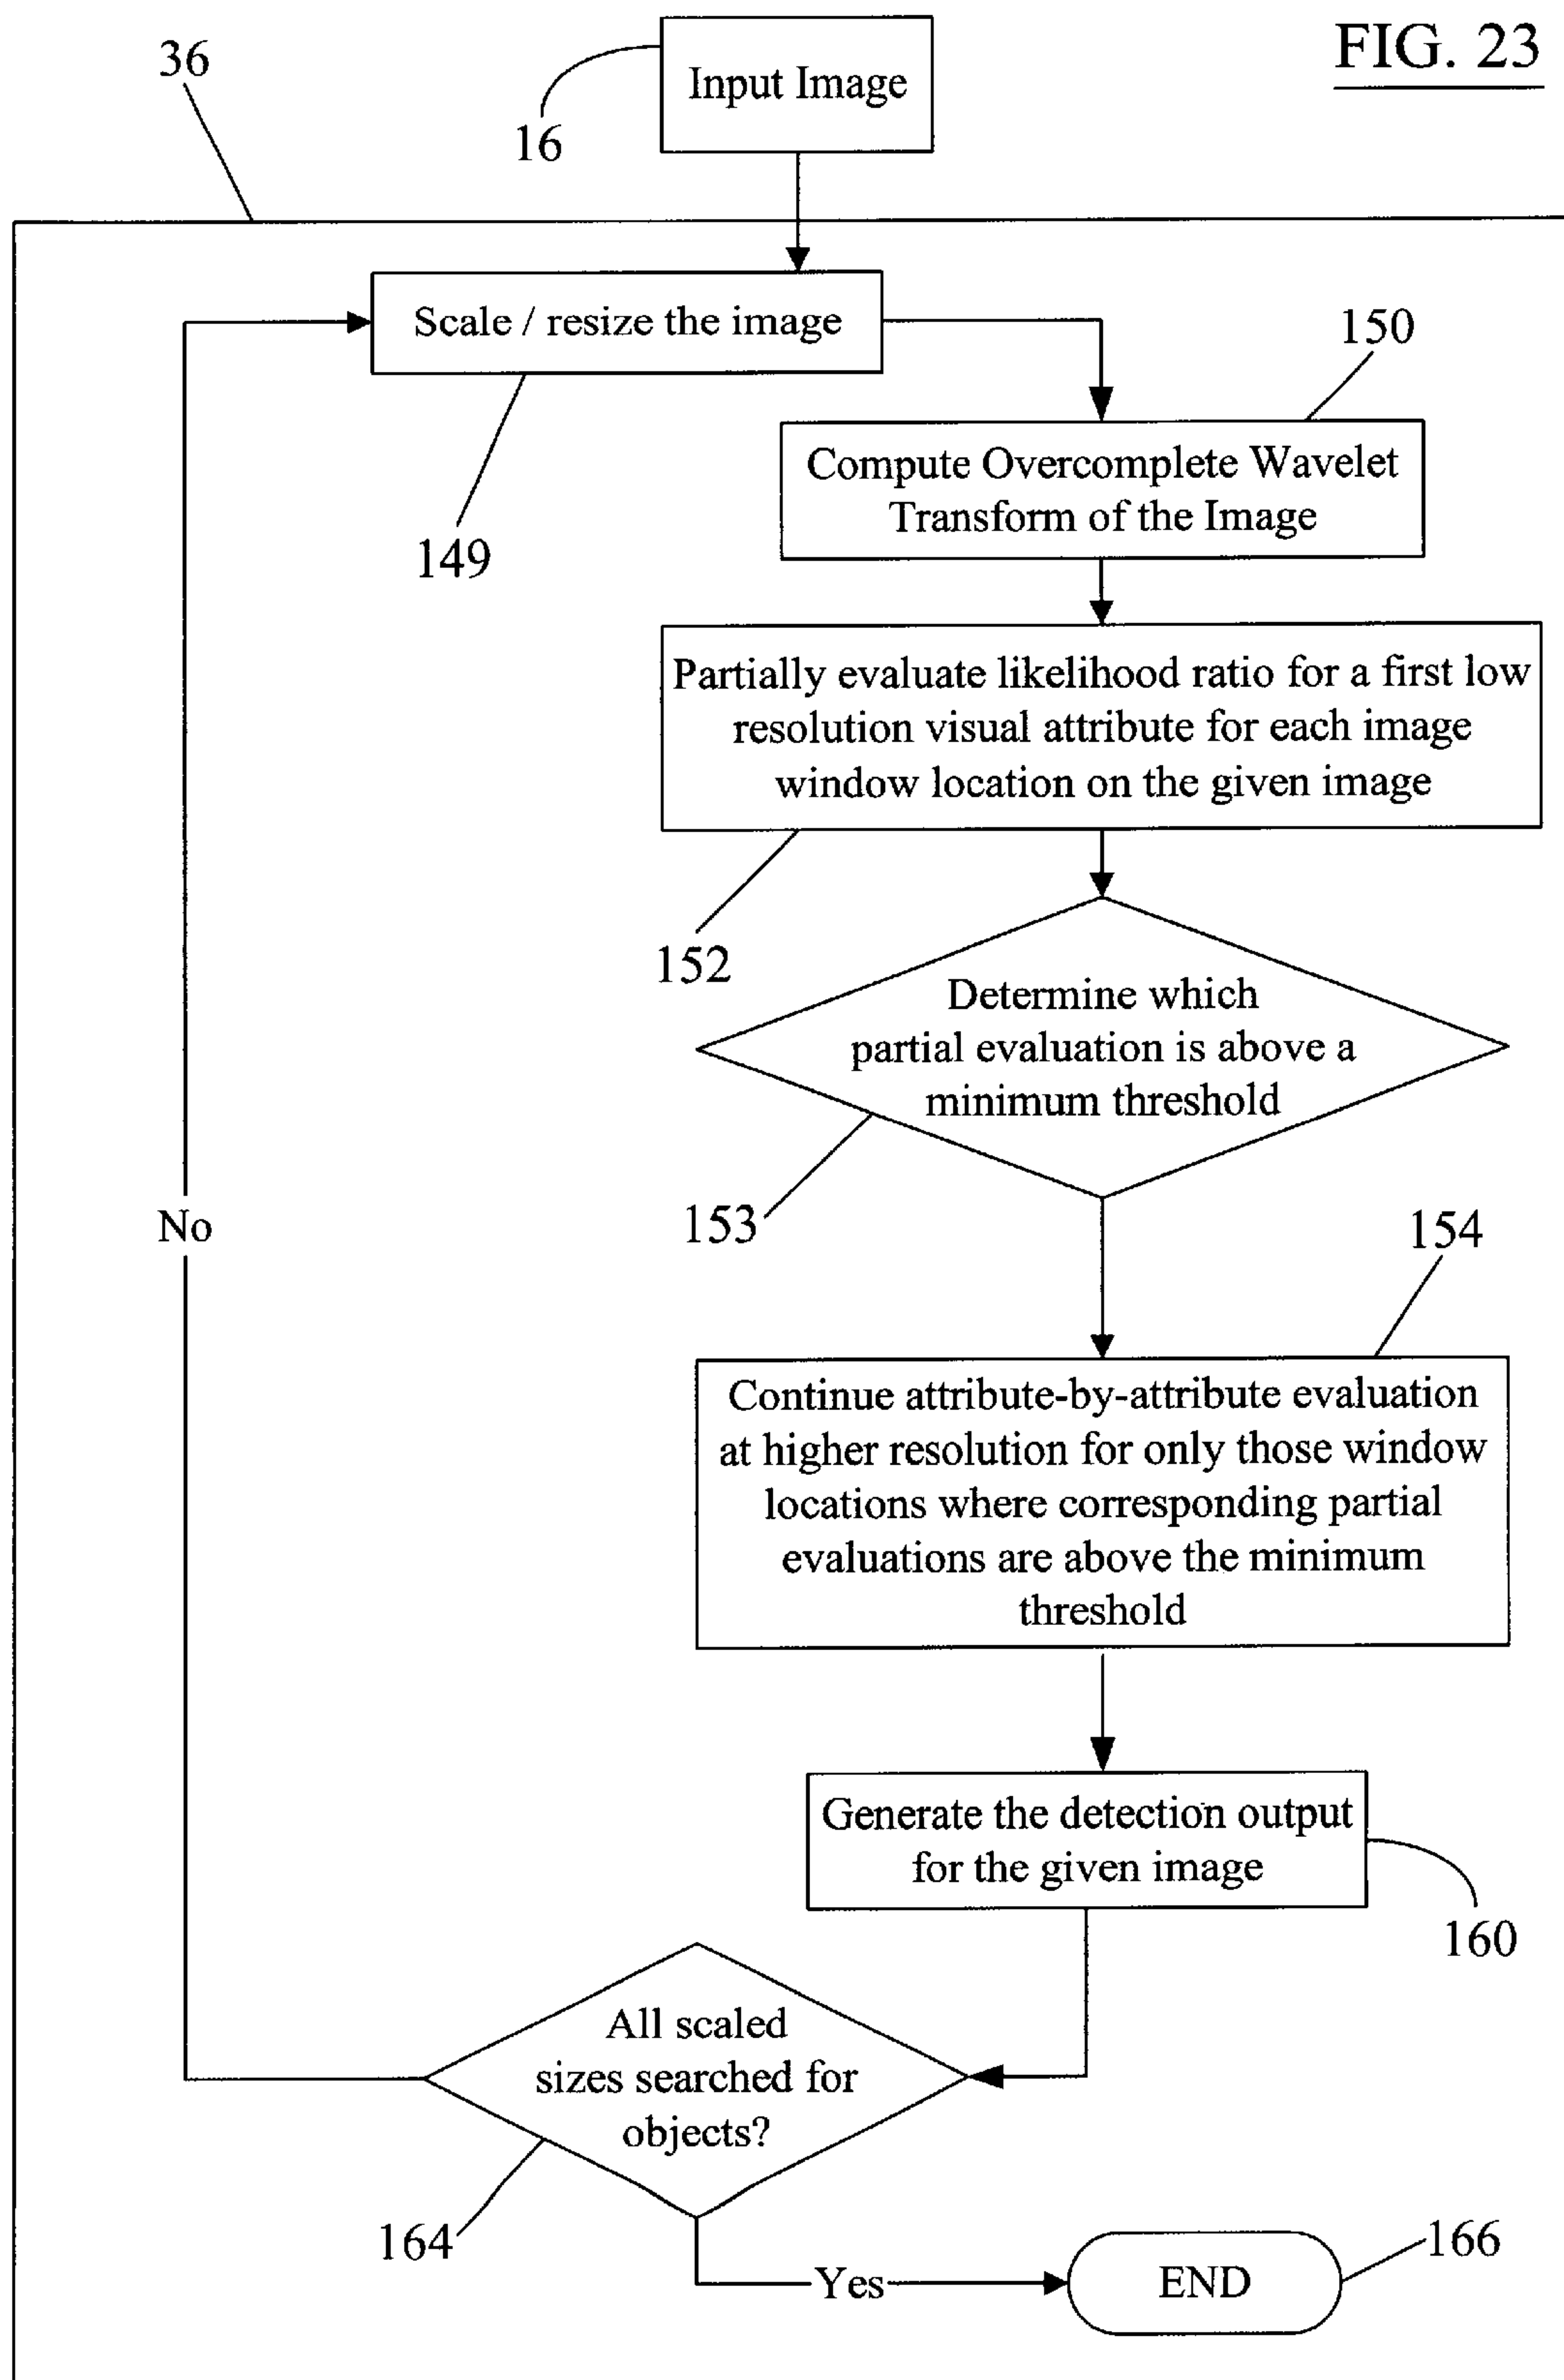 FIG. 23
36
Input Image
16
Scale / resize the image
149
150
Compute Overcomplete Wavelet
Transform of the Image
Partially evaluate likelihood ratio for a first low
resolution visual attribute for each image
window location on the given image
152
Determine which
partial evaluation is above a
minimum threshold
153
No
154
Continue attribute-by-attribute evaluation
at higher resolution for only those window
locations where corresponding partial
evaluations are above the minimum
threshold
Generate the detection output
for the given image
160
All scaled
sizes searched for
objects?
164
Yes
END
166